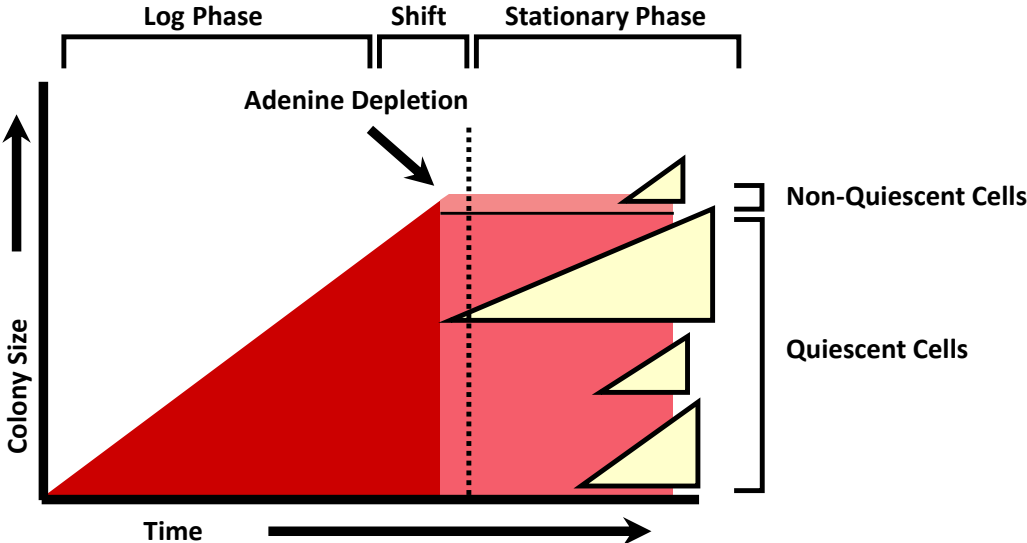 Log Phase
Shift
Stationary Phase
Adenine Depletion
Non-Quiescent Cells
Quiescent Cells
Colony Size
Time